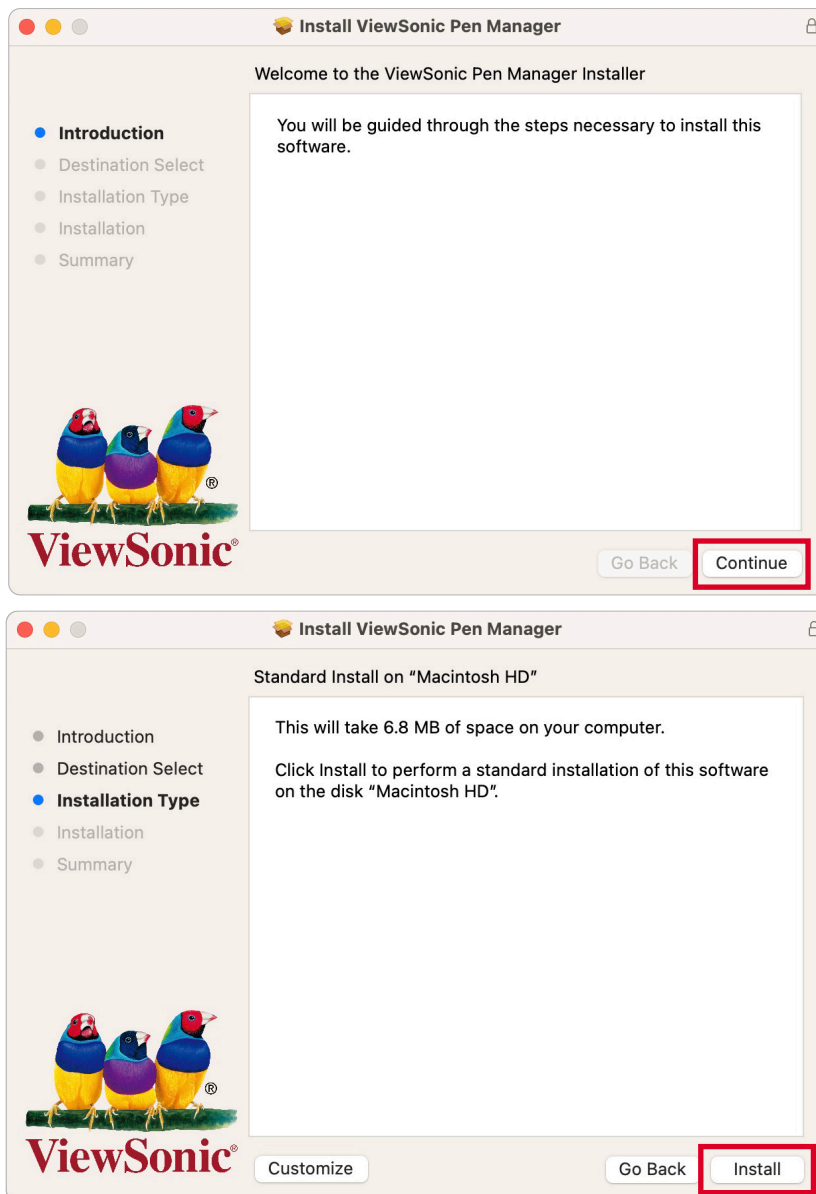 Install ViewSonic Pen Manager
Welcome to the ViewSonic Pen Manager Installer
Introduction
Destination Select
Installation Type
Installation
Summary
You will be guided through the steps necessary to install this
software.
®
ViewSonic®
Go Back
Continue
Install ViewSonic Pen Manager
Standard Install on “Macintosh HD”
Introduction
Destination Select
Installation Type
Installation
Summary
This will take 6.8 MB of space on your computer.
Click Install to perform a standard installation of this software
on the disk “Macintosh HD”.
®
ViewSonic®
Customize
Go Back
Install